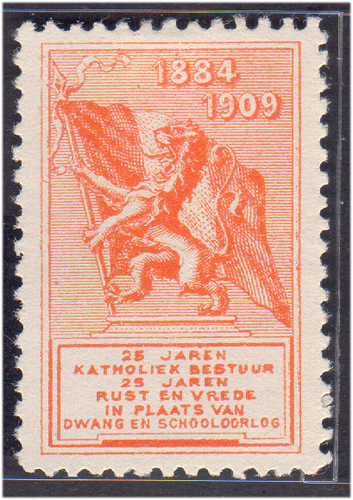 1884
1909
25 JAREN
KATHOLIEK BESTUUR
25 JAREN
RUST EN VREDE
IN PLAATS VAN
DWANG EN SCHOOLOORLOG